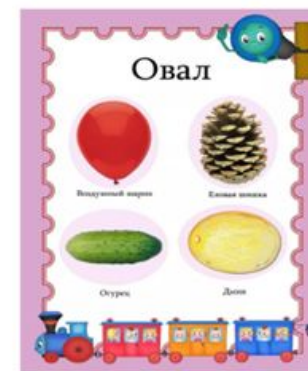 Овал
Воздушный шарик
Еловая шишка
Огурец
Дыня